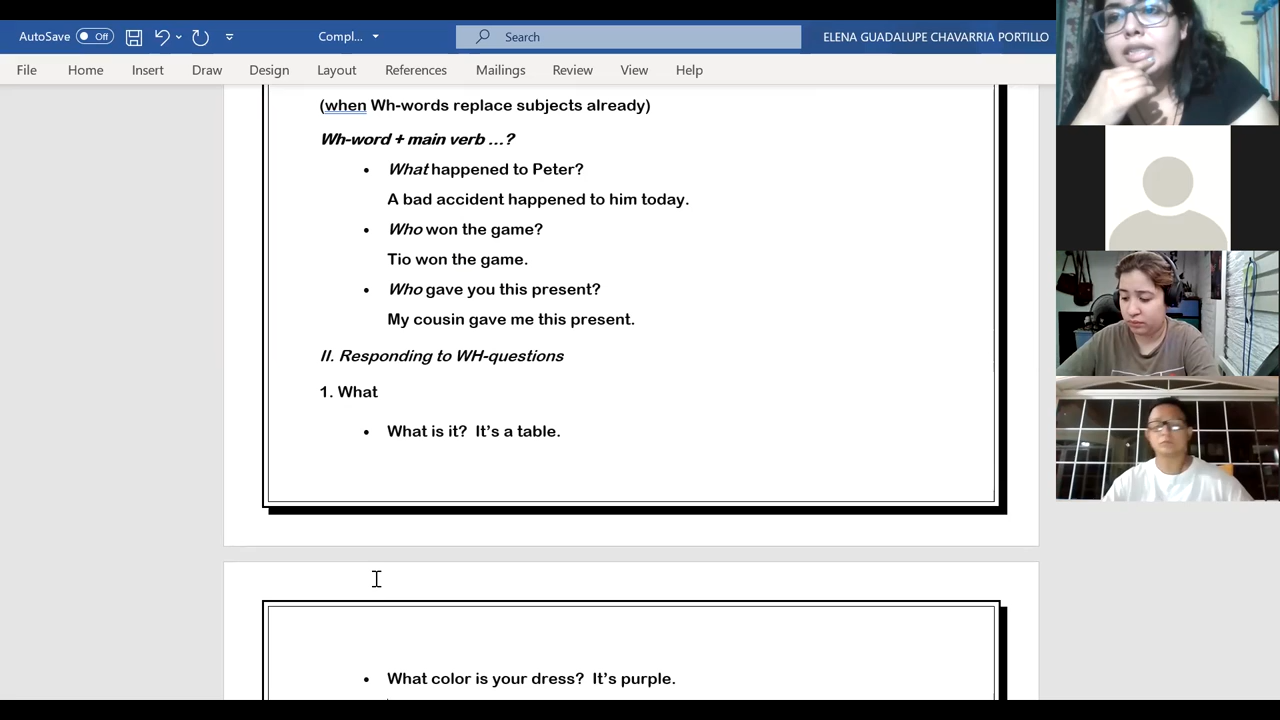 AutoSave Off Compl... Search ELENA GUADALUPE CHAVARRIA PORTILLO
File Home Insert Draw Design Layout References Mailings Review View Help
(when Wh-words replace subjects already)
Wh-word + main verb ...?
• What happened to Peter?
A bad accident happened to him today.
• Who won the game?
Tio won the game.
• Who gave you this present?
My cousin gave me this present.
II. Responding to WH-questions
1. What
• What is it?  It’s a table.
• What color is your dress?  It’s purple.